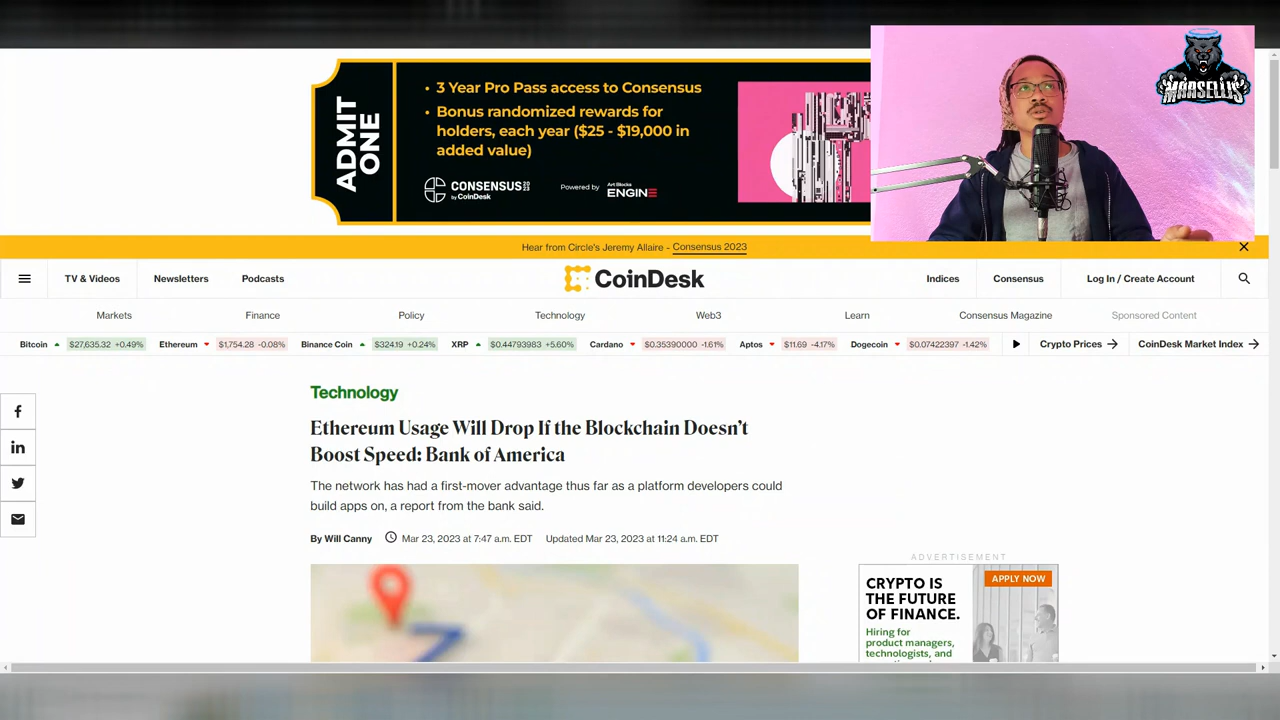 ADMIT
ONE
• 3 Year Pro Pass access to Consensus
• Bonus randomized rewards for
holders, each year ($25 - $19,000 in
added value)
CONSENSUS
by CoinDesk
Powered by
Art Blocks
ENGINE
MARSELLIS
Hear from Circle's Jeremy Allaire - Consensus 2023
TV & Videos
Newsletters
Podcasts
CoinDesk
Indices
Consensus
Log In / Create Account
Markets
Finance
Policy
Technology
Web3
Learn
Consensus Magazine
Sponsored Content
Bitcoin $27,635.32 +0.49%
Ethereum $1,754.28 -0.08%
Binance Coin $324.19 +0.24%
XRP $0.44793983 +5.60%
Cardano $0.35390000 -1.61%
Aptos $11.69 -4.17%
Dogecoin $0.07422397 -1.42%
Crypto Prices
CoinDesk Market Index
Technology
Ethereum Usage Will Drop If the Blockchain Doesn't
Boost Speed: Bank of America
The network has had a first-mover advantage thus far as a platform developers could
build apps on, a report from the bank said.
By Will Canny
Mar 23, 2023 at 7:47 a.m. EDT
Updated Mar 23, 2023 at 11:24 a.m. EDT
ADVERTISEMENT
CRYPTO IS
THE FUTURE
OF FINANCE.
APPLY NOW
Hiring for
product managers,
technologists, and